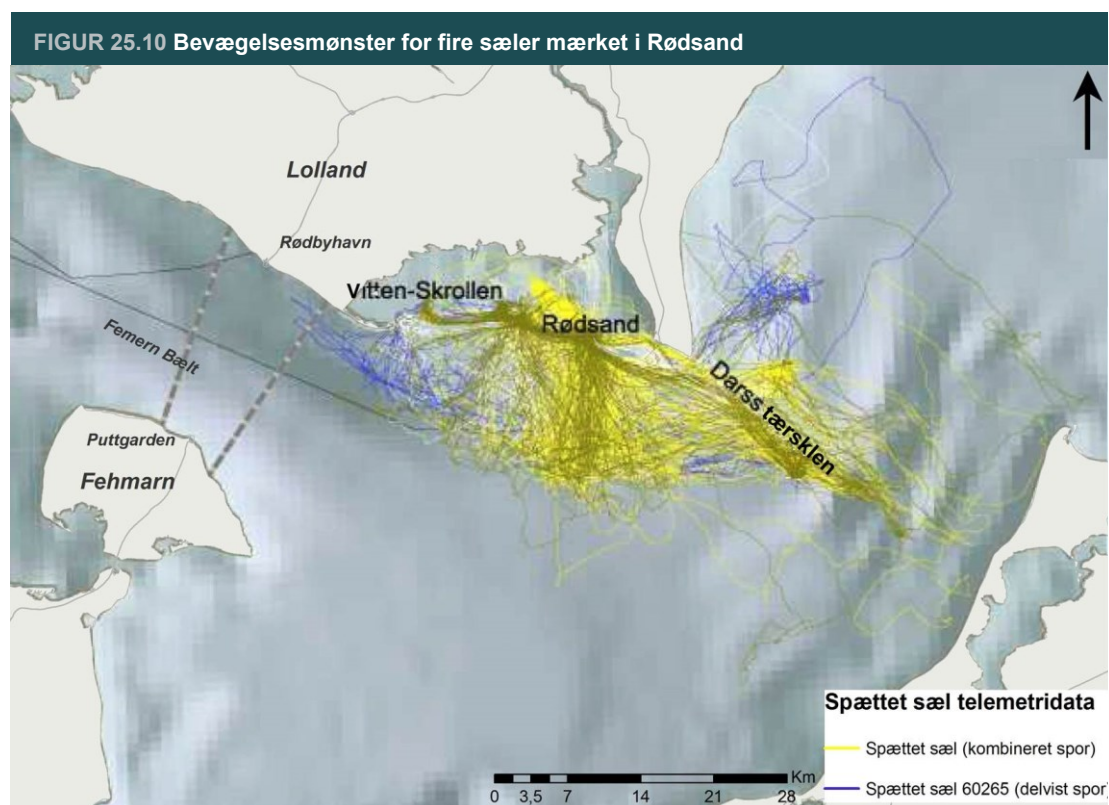 FIGUR 25.10 Bevægelsesmønster for fire sæler mærket i Rødsand
Lolland
Rødbyhavn
Vitten-Skrollen
Rødsand
Femern Bælt
Darss tærsklen
Puttgarden
Fehmarn
Spættet sæl telemetridata
Spættet sæl (kombineret spor)
Spættet sæl 60265 (delvist spor)
Km
0 3,5 7 14 21 28